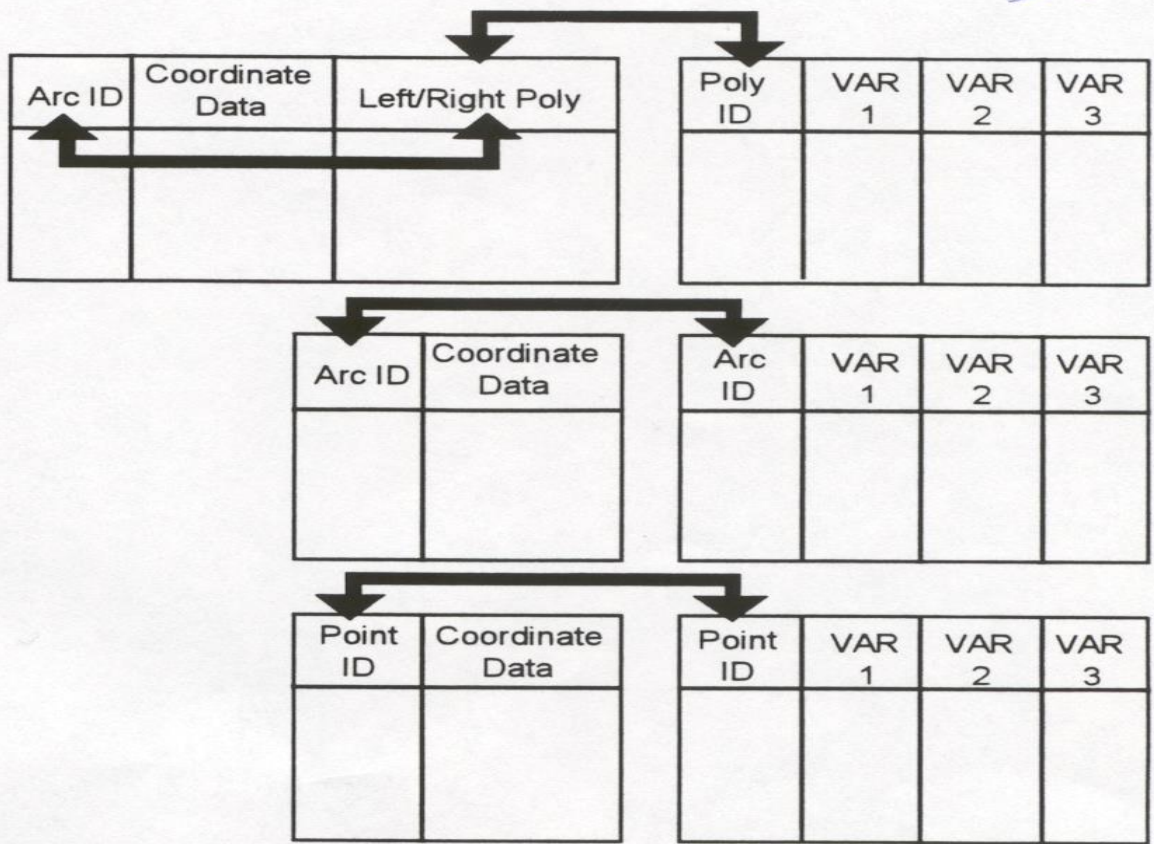 Arc ID
Coordinate
Data
Left/Right Poly
Poly
ID
VAR
1
VAR
2
VAR
3
Arc ID
Coordinate
Data
Arc
ID
VAR
1
VAR
2
VAR
3
Point
ID
Coordinate
Data
Point
ID
VAR
1
VAR
2
VAR
3